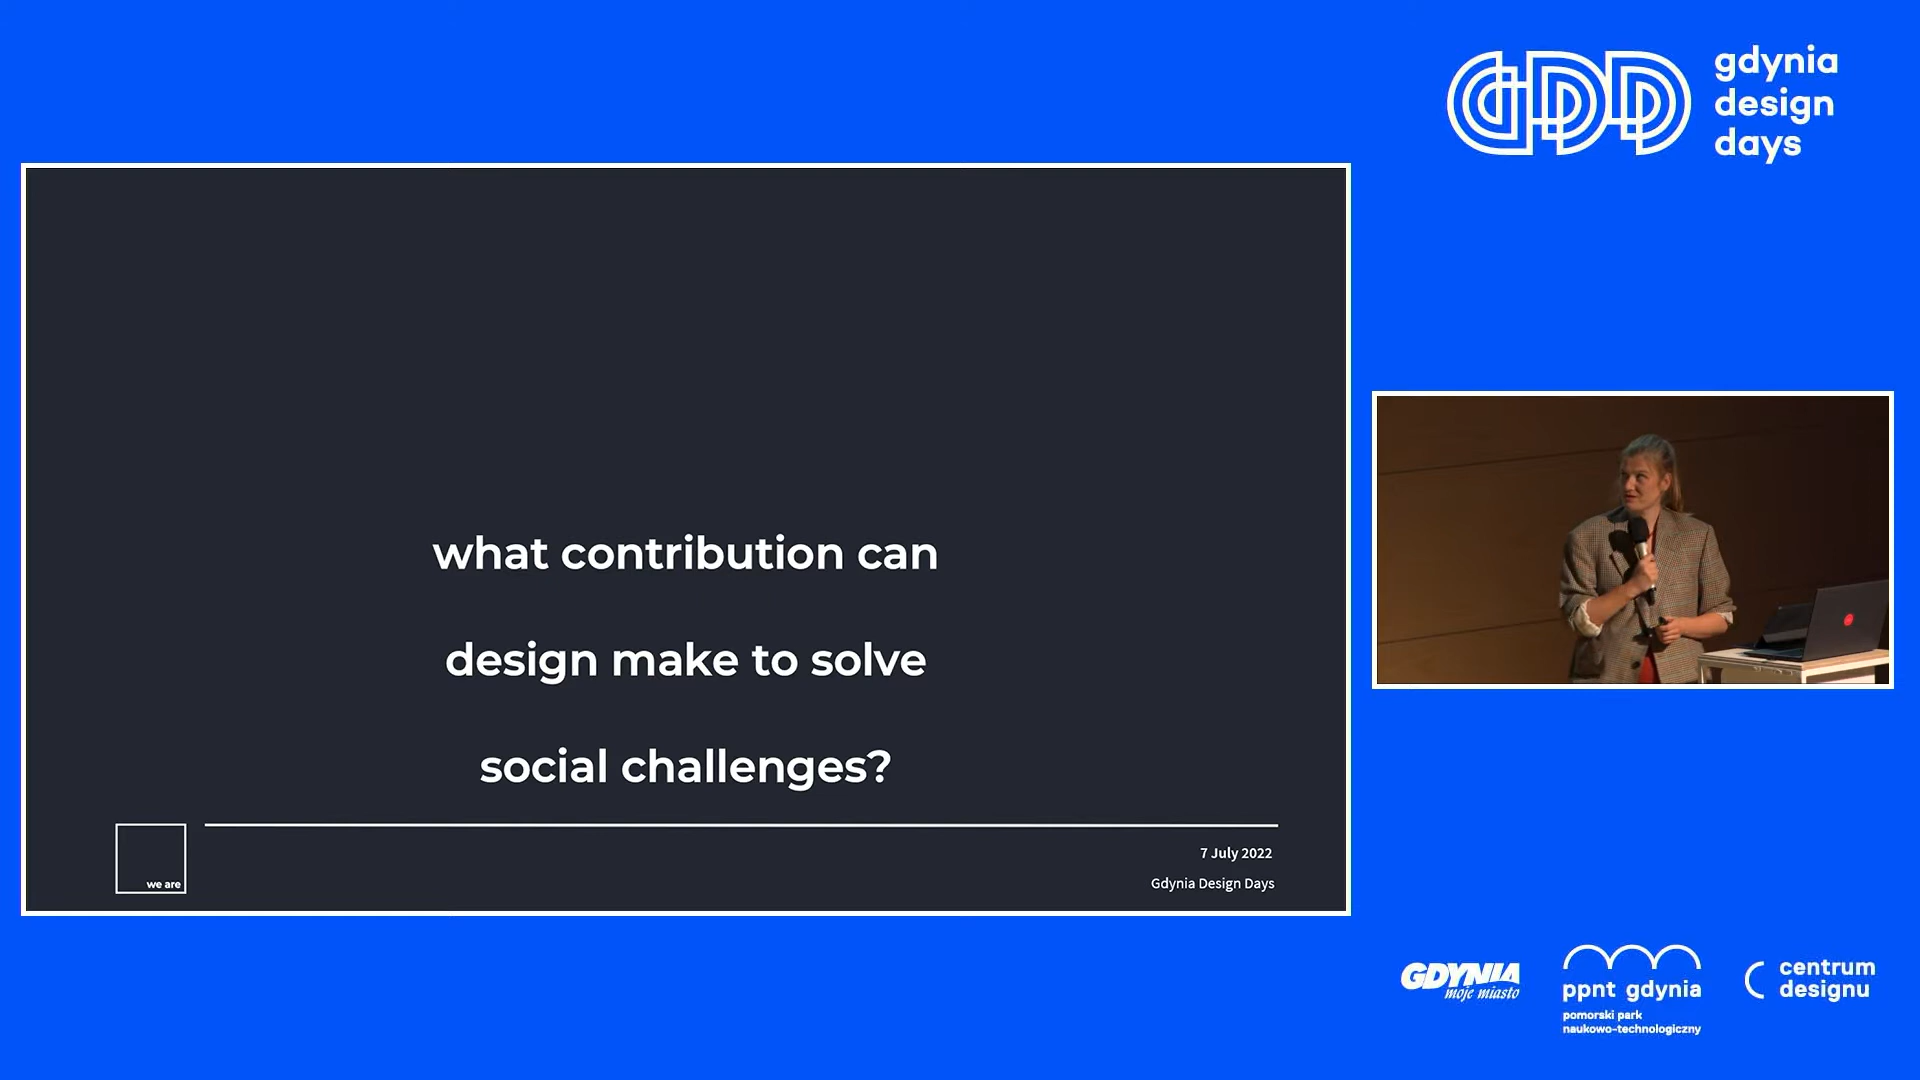 GDD
gdynia
design
days
what contribution can
design make to solve
social challenges?
we are
7 July 2022
Gdynia Design Days
GDYNIA
moje miasto
ppnt gdynia
pomorski park
naukowo-technologiczny
centrum
designu